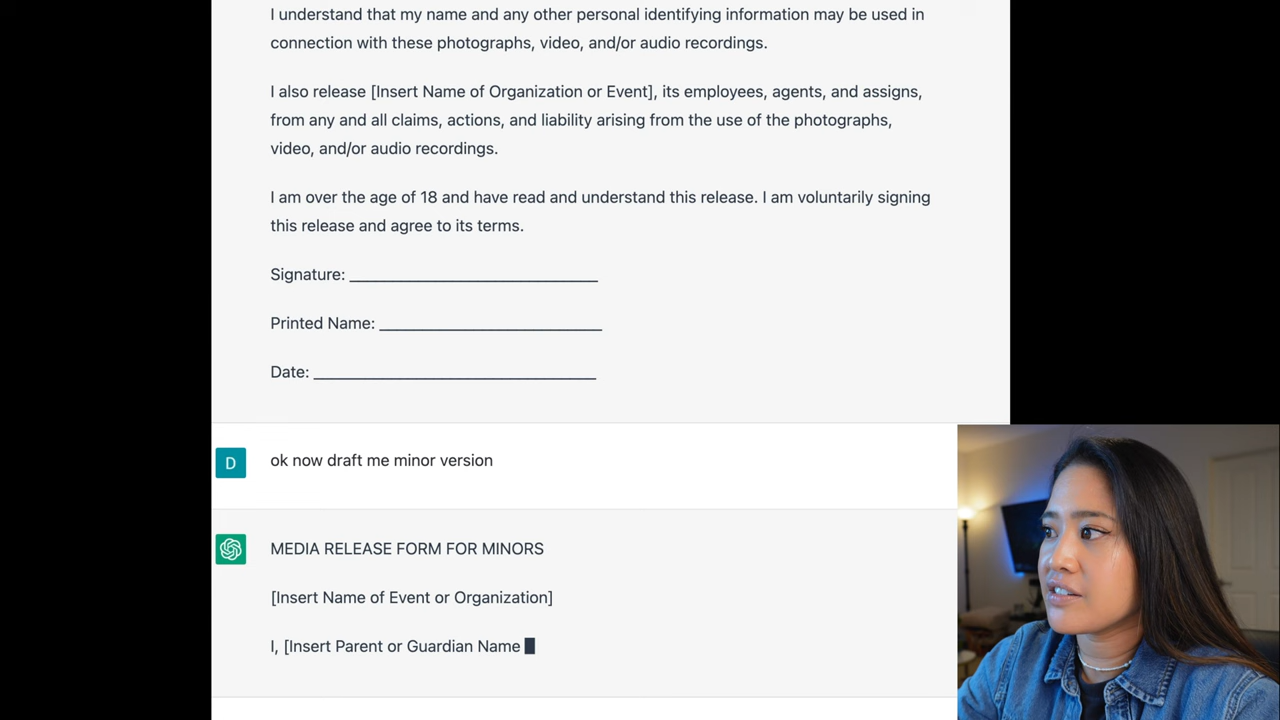 I understand that my name and any other personal identifying information may be used in
connection with these photographs, video, and/or audio recordings.
I also release [Insert Name of Organization or Event], its employees, agents, and assigns,
from any and all claims, actions, and liability arising from the use of the photographs,
video, and/or audio recordings.
I am over the age of 18 and have read and understand this release. I am voluntarily signing
this release and agree to its terms.
Signature: ____________________________
Printed Name: _________________________
Date: ________________________________
D
ok now draft me minor version
MEDIA RELEASE FORM FOR MINORS
[Insert Name of Event or Organization]
I, [Insert Parent or Guardian Name